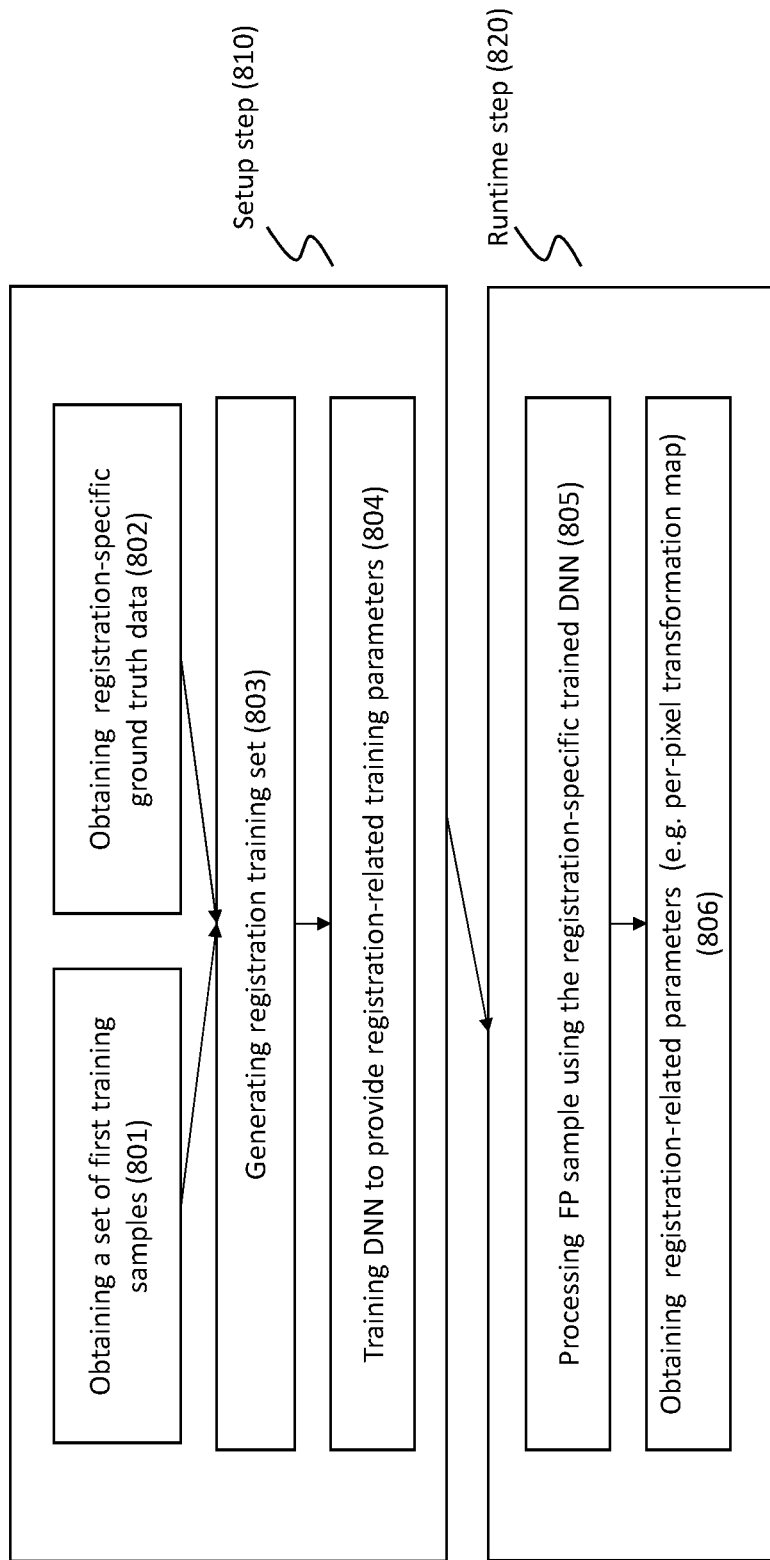 Obtaining a set of first training
samples (801)
Obtaining registration-specific
ground truth data (802)
Generating registration training set (803)
Training DNN to provide registration-related training parameters (804)
Setup step (810)
Processing FP sample using the registration-specific trained DNN (805)
Obtaining registration-related parameters (e.g. per-pixel transformation map)
(806)
Runtime step (820)